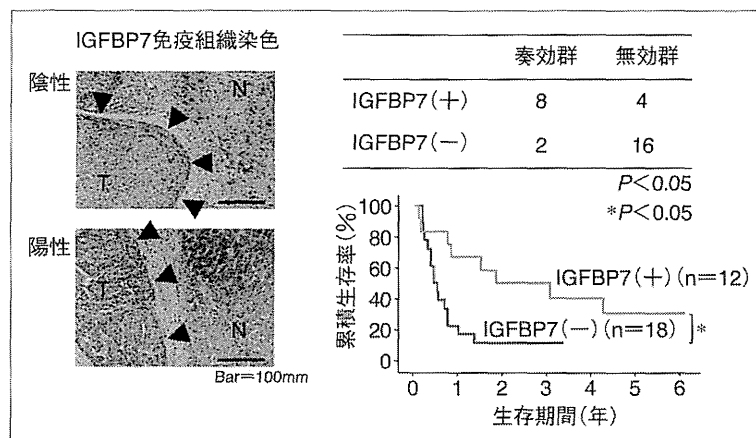 IGFBP7免疫組織染色
陰性
N
T
陽性
T
N
Bar=100mm
奏効群 無効群
IGFBP7(+) 8 4
IGFBP7(−) 2 16
P<0.05
*P<0.05
累積生存率(%)
100
80
60
40
20
0
IGFBP7(+)(n=12)
IGFBP7(−)(n=18)
*
0 1 2 3 4 5 6
生存期間(年)